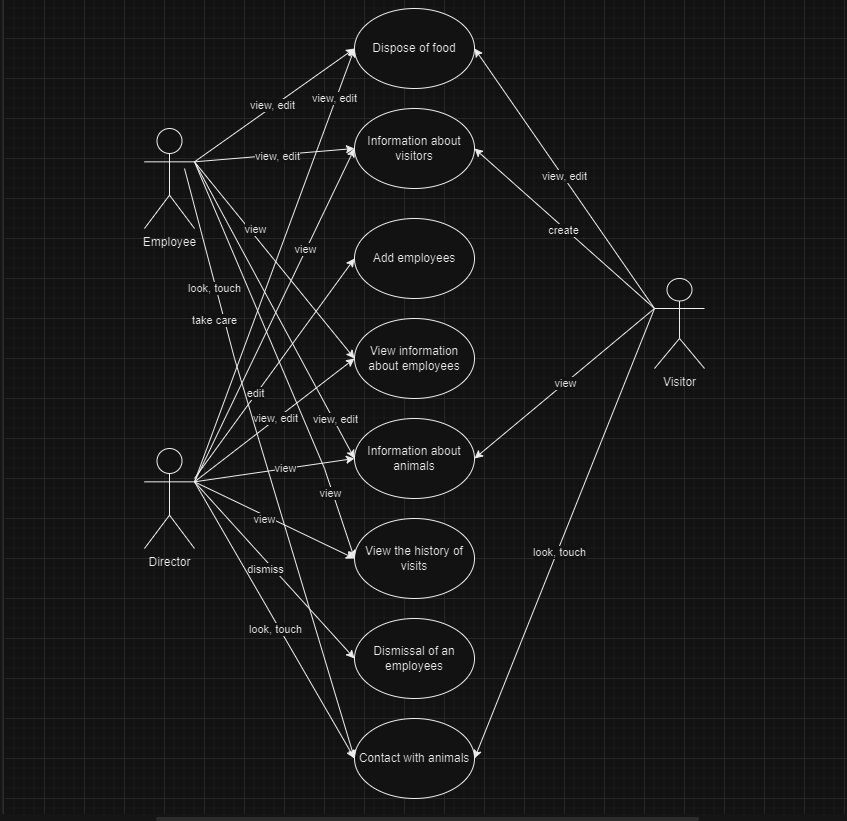 Dispose of food
view, edit
view, edit
Information about
visitors
view, edit
view, edit
create
Employee
view
view
Add employees
look, touch
take care
View information
about employees
Visitor
view
edit
view, edit
view, edit
Information about
animals
view
view
view
View the history of
visits
look, touch
Director
dismiss
look, touch
Dismissal of an
employees
Contact with animals